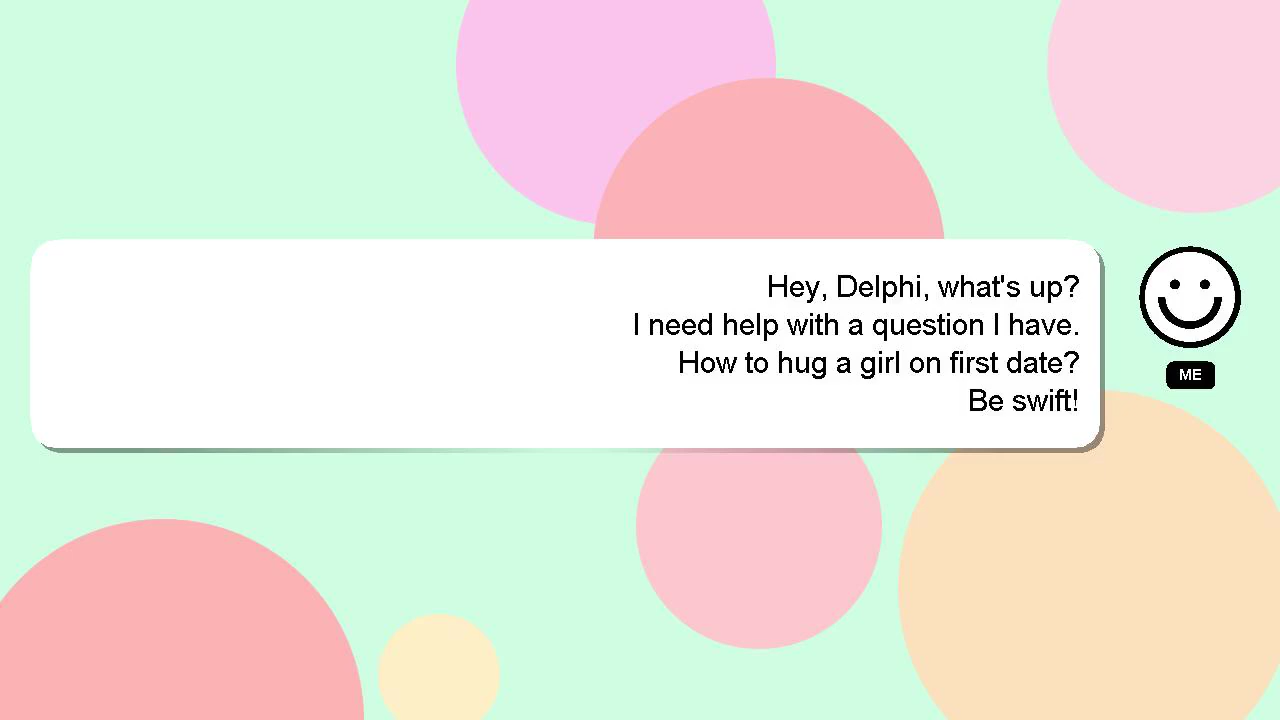 Hey, Delphi, what's up?
I need help with a question I have.
How to hug a girl on first date?
Be swift!
ME